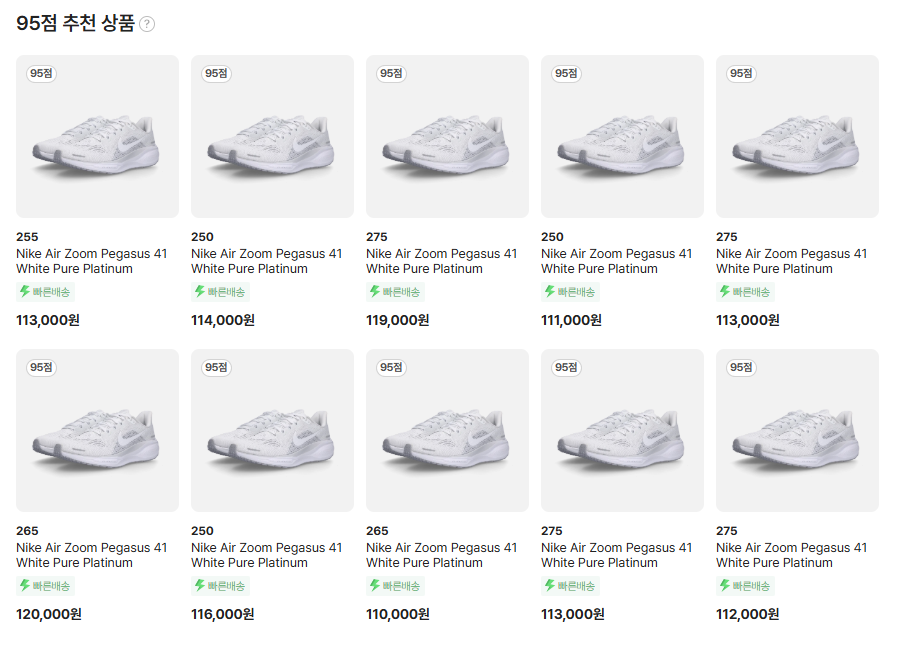 95점 추천 상품 ?
95점
95점
95점
95점
95점
255
Nike Air Zoom Pegasus 41
White Pure Platinum
빠른배송
113,000원
250
Nike Air Zoom Pegasus 41
White Pure Platinum
빠른배송
114,000원
275
Nike Air Zoom Pegasus 41
White Pure Platinum
빠른배송
119,000원
250
Nike Air Zoom Pegasus 41
White Pure Platinum
빠른배송
111,000원
275
Nike Air Zoom Pegasus 41
White Pure Platinum
빠른배송
113,000원
95점
95점
95점
95점
95점
265
Nike Air Zoom Pegasus 41
White Pure Platinum
빠른배송
120,000원
250
Nike Air Zoom Pegasus 41
White Pure Platinum
빠른배송
116,000원
265
Nike Air Zoom Pegasus 41
White Pure Platinum
빠른배송
110,000원
275
Nike Air Zoom Pegasus 41
White Pure Platinum
빠른배송
113,000원
275
Nike Air Zoom Pegasus 41
White Pure Platinum
빠른배송
112,000원